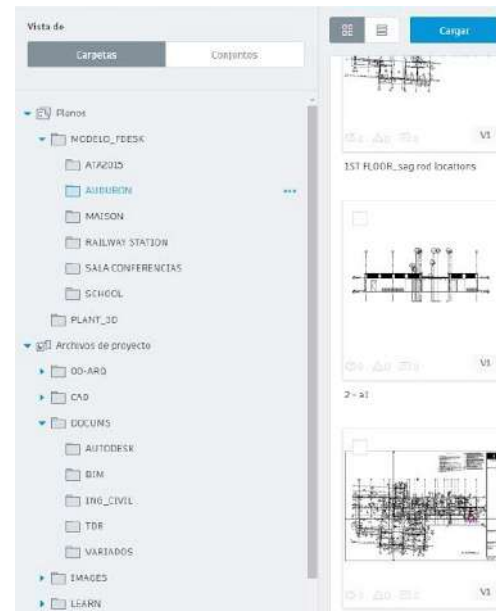 Vista de
Carpetas
Conjuntos
Planos
MODELO_FDESK
ATA2015
AUBURON
MAISON
RAILWAY STATION
SALA CONFERENCIAS
SCHOOL
PLANT_3D
Archivos de proyecto
00-ARQ
CAD
DOCUMS
AUTODESK
BIM
ING_CIVIL
TDR
VARIADOS
IMAGES
LEARN
Cargar
V1
1ST FLOOR_sag rod locations
V1
2 - a1
V1